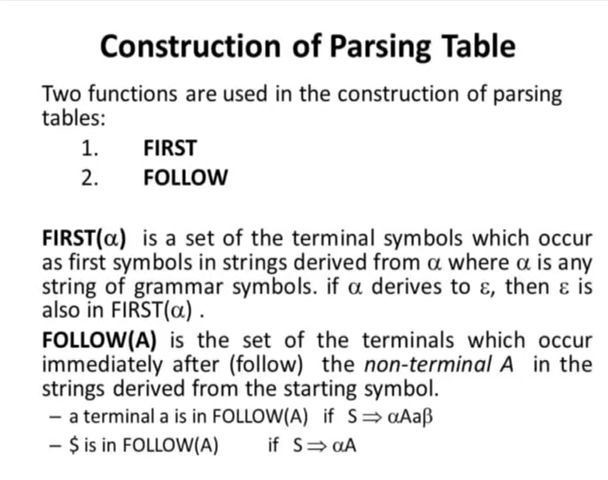 Construction of Parsing Table
Two functions are used in the construction of parsing
tables:
1. FIRST
2. FOLLOW
FIRST(α) is a set of the terminal symbols which occur
as first symbols in strings derived from α where α is any
string of grammar symbols. if α derives to ε, then ε is
also in FIRST(α) .
FOLLOW(A) is the set of the terminals which occur
immediately after (follow) the non-terminal A in the
strings derived from the starting symbol.
– a terminal a is in FOLLOW(A) if S ⇒ αAaβ
– $ is in FOLLOW(A) if S ⇒ αA